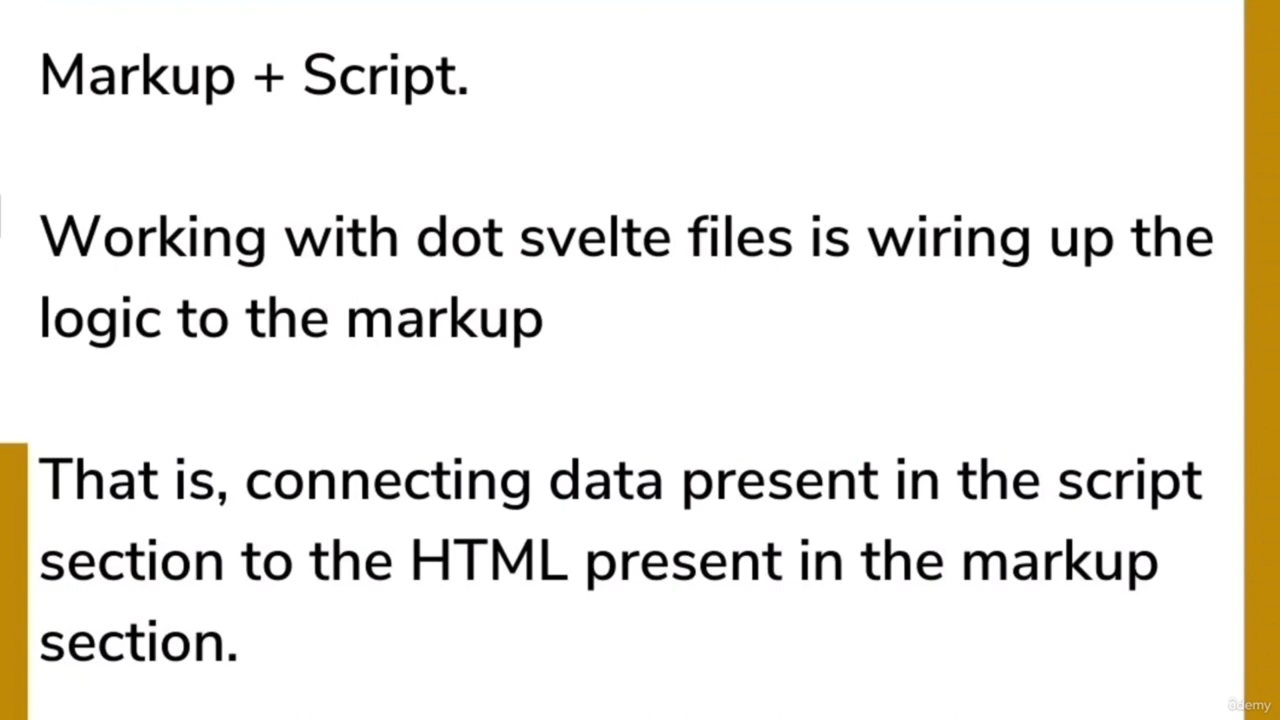 Markup + Script.
Working with dot svelte files is wiring up the
logic to the markup
That is, connecting data present in the script
section to the HTML present in the markup
section.
ûdemy